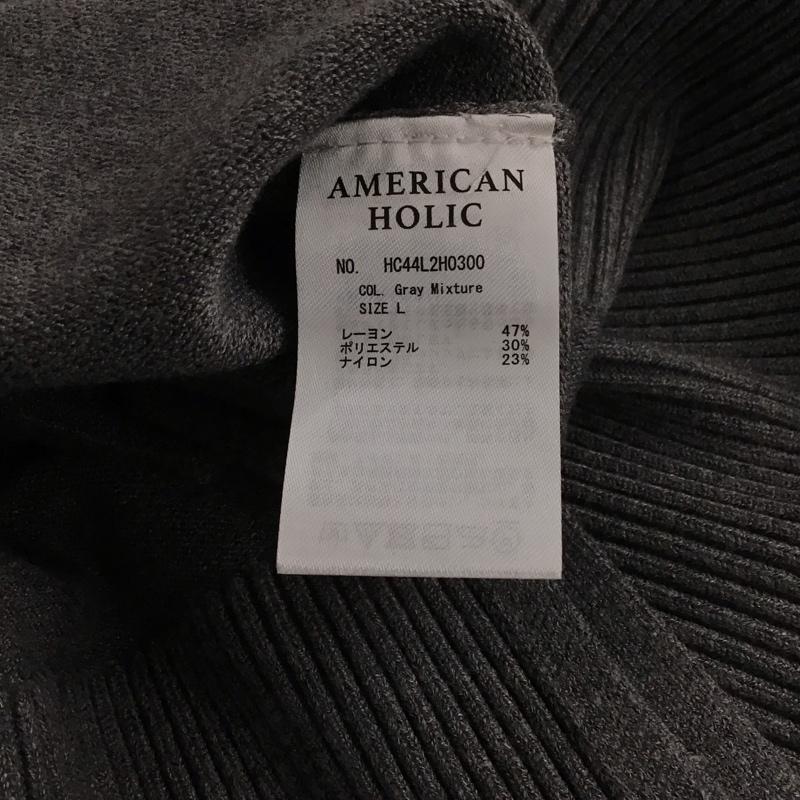 AMERICAN
HOLIC
NO. HC44L2H0300
COL. Gray Mixture
SIZE L
レーヨン 47%
ポリエステル 30%
ナイロン 23%